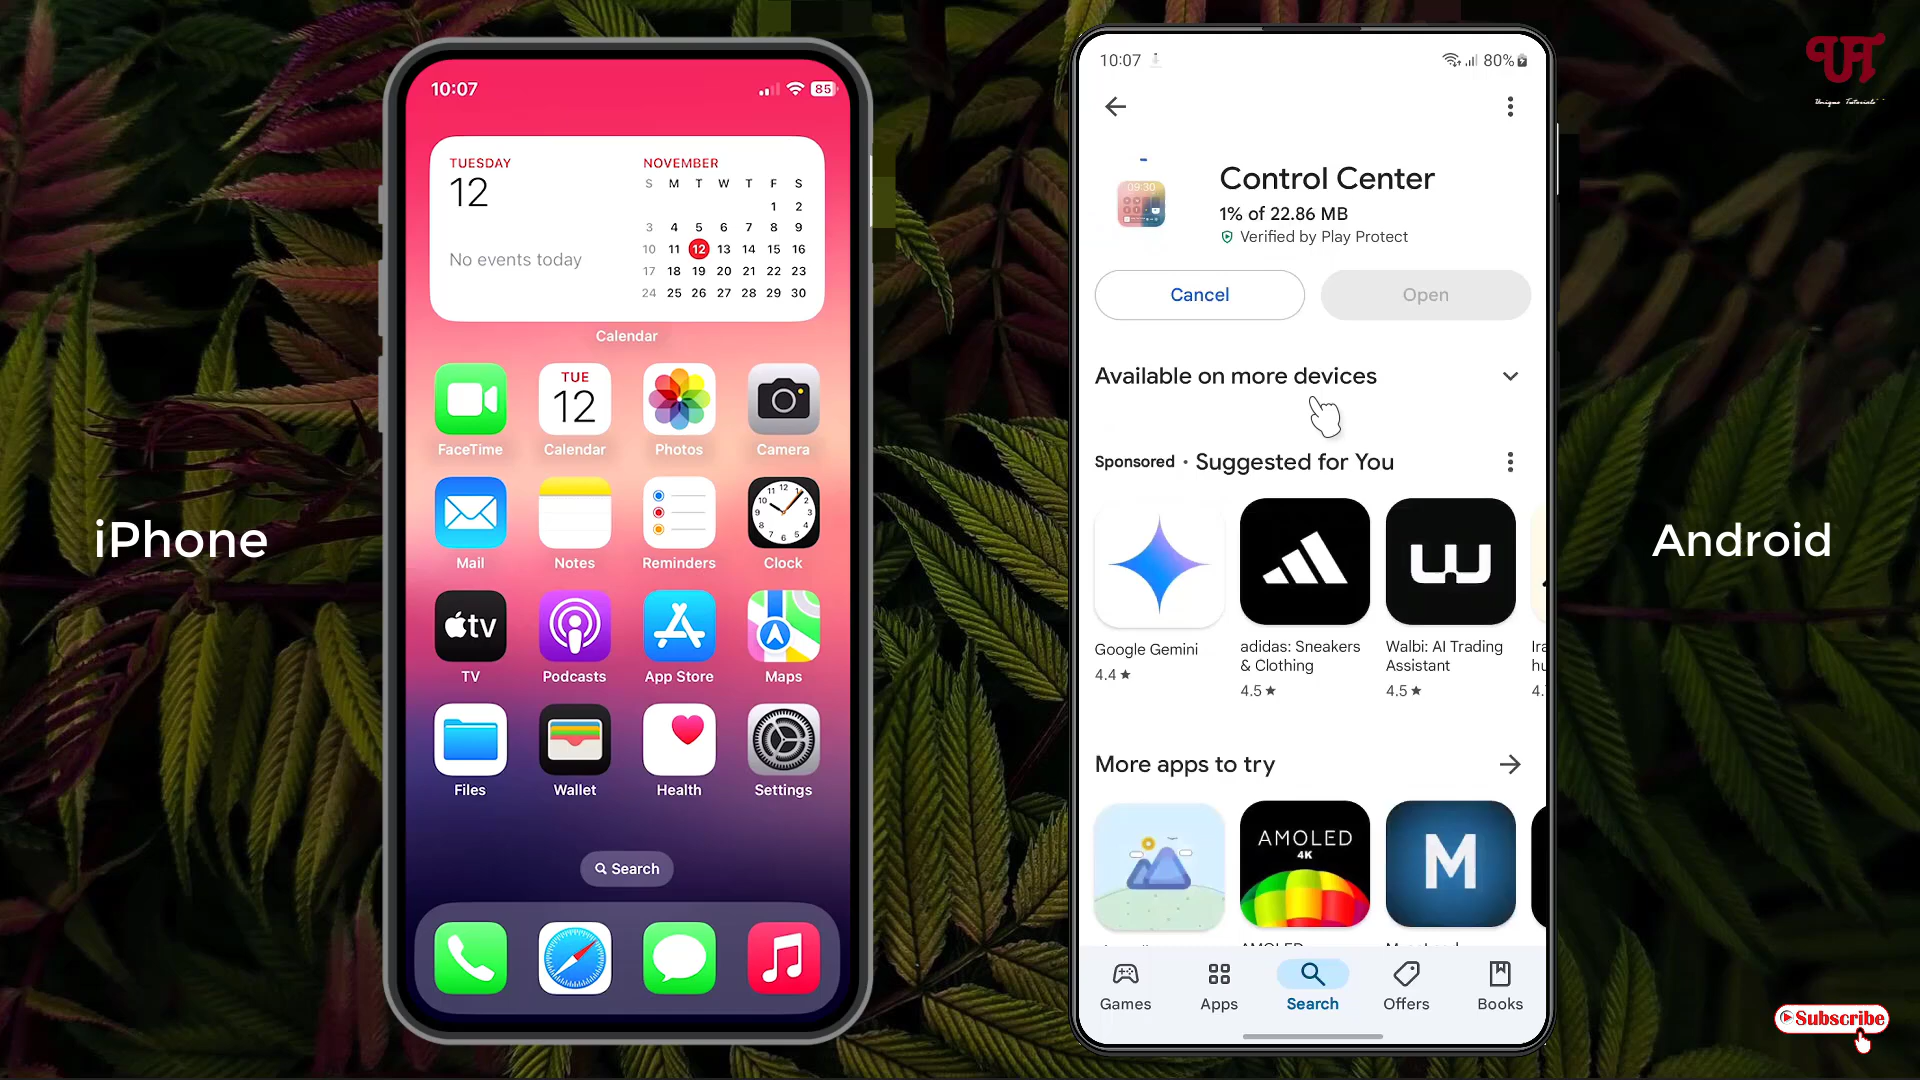 iPhone
10:07
85
TUESDAY
12
No events today
NOVEMBER
S M T W T F S
1 2
3 4 5 6 7 8 9
10 11 12 13 14 15 16
17 18 19 20 21 22 23
24 25 26 27 28 29 30
Calendar
TUE
12
FaceTime Calendar Photos Camera
Mail Notes Reminders Clock
tv
TV Podcasts App Store Maps
Files Wallet Health Settings
Search
10:07
80%
Control Center
09:30
1% of 22.86 MB
Verified by Play Protect
Cancel
Open
Available on more devices
Sponsored · Suggested for You
Google Gemini
4.4 ★
adidas: Sneakers
& Clothing
4.5 ★
Walbi: AI Trading
Assistant
4.5 ★
More apps to try
AMOLED
4K
M
Games Apps Search Offers Books
Android
Unique Tutorials
Subscribe